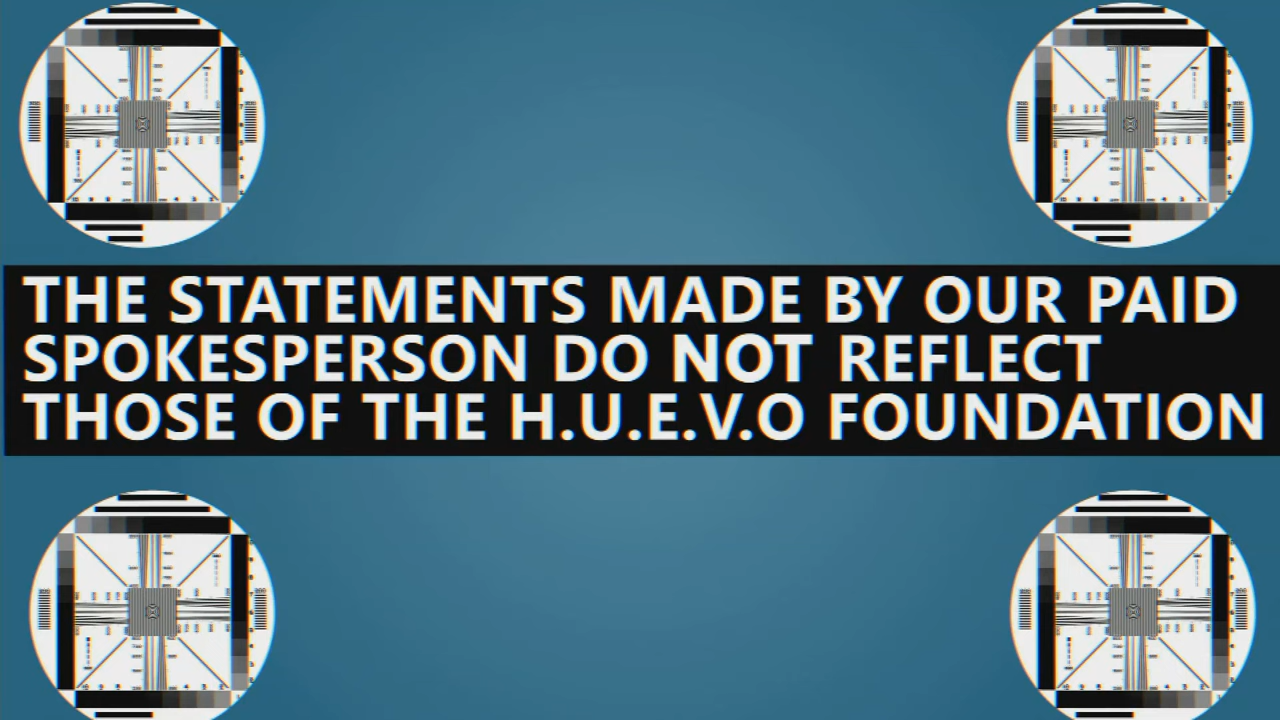 THE STATEMENTS MADE BY OUR PAID
SPOKESPERSON DO NOT REFLECT
THOSE OF THE H.U.E.V.O FOUNDATION